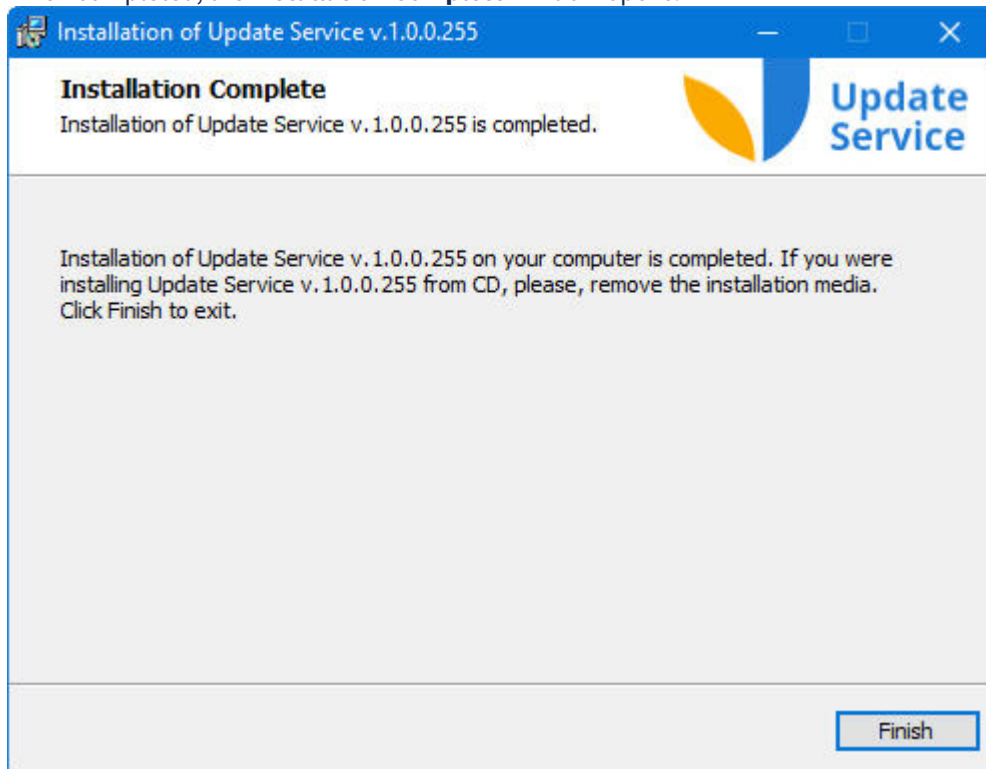 Installation of Update Service v.1.0.0.255
Installation Complete
Installation of Update Service v.1.0.0.255 is completed.
Update
Service
Installation of Update Service v.1.0.0.255 on your computer is completed. If you were
installing Update Service v.1.0.0.255 from CD, please, remove the installation media.
Click Finish to exit.
Finish